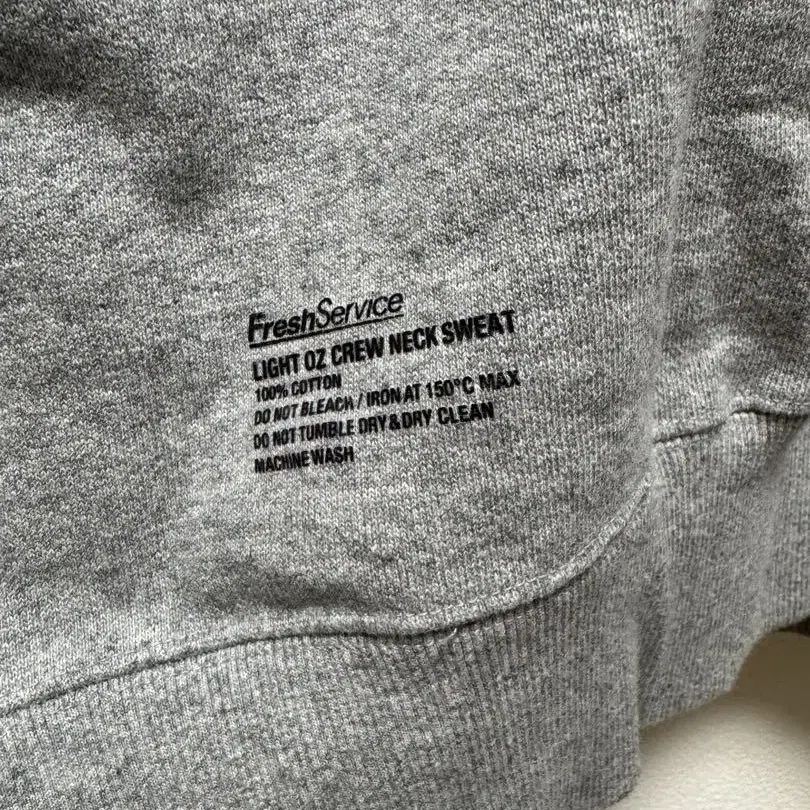 FreshService
LIGHT OZ CREW NECK SWEAT
100% COTTON
DO NOT BLEACH / IRON AT 150°C MAX
DO NOT TUMBLE DRY&DRY CLEAN
MACHINE WASH